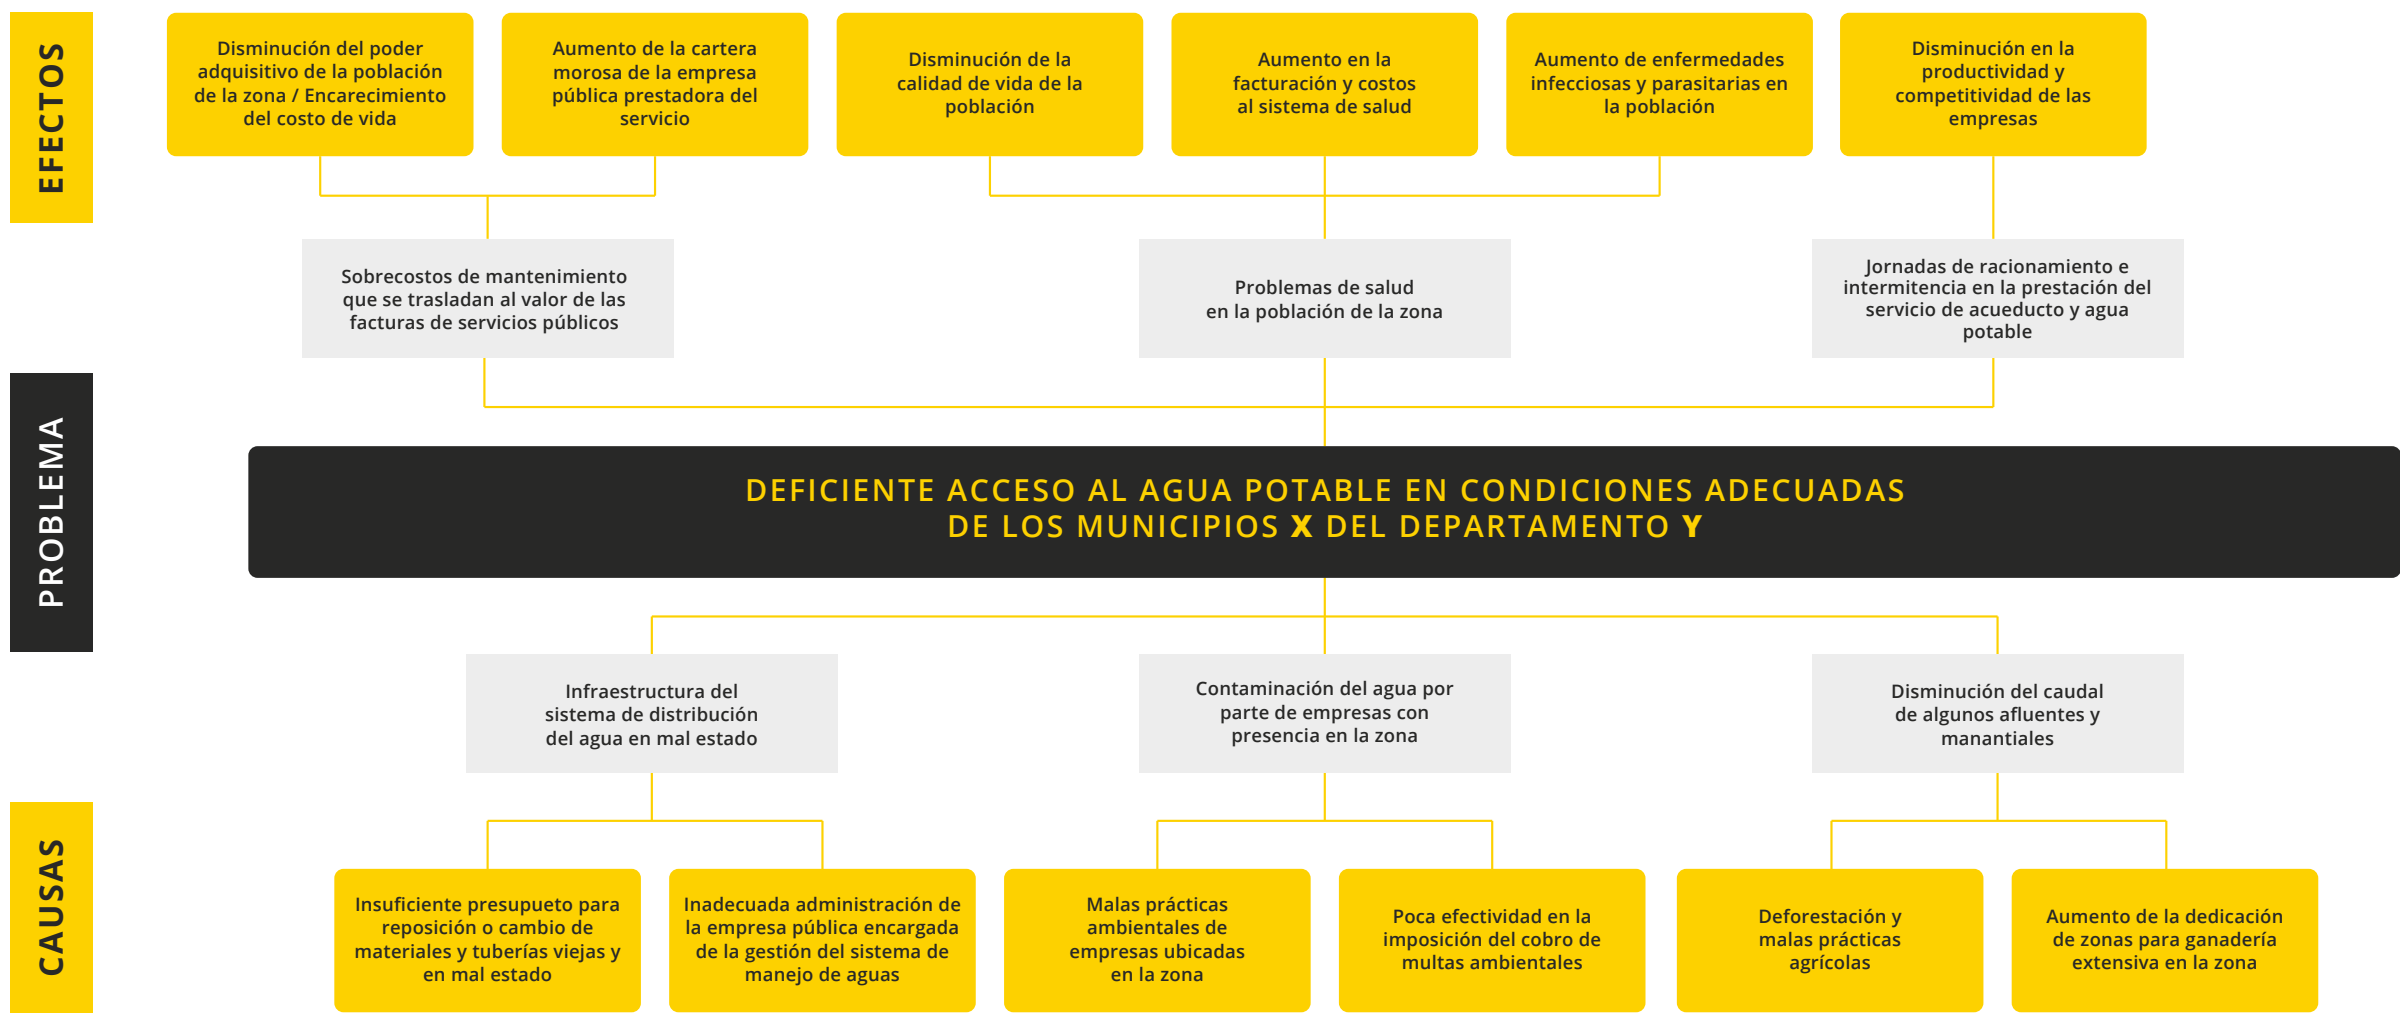 EFECTOS
Disminución del poder
adquisitivo de la población
de la zona / Encarecimiento
del costo de vida
Aumento de la cartera
morosa de la empresa
pública prestadora del
servicio
Disminución de la
calidad de vida de la
población
Aumento en la
facturación y costos
al sistema de salud
Aumento de enfermedades
infecciosas y parasitarias en
la población
Disminución en la
productividad y
competitividad de las
empresas
Sobrecostos de mantenimiento
que se trasladan al valor de las
facturas de servicios públicos
Problemas de salud
en la población de la zona
Jornadas de racionamiento e
intermitencia en la prestación del
servicio de acueducto y agua
potable
PROBLEMA
DEFICIENTE ACCESO AL AGUA POTABLE EN CONDICIONES ADECUADAS
DE LOS MUNICIPIOS X DEL DEPARTAMENTO Y
Infraestructura del
sistema de distribución
del agua en mal estado
Contaminación del agua por
parte de empresas con
presencia en la zona
Disminución del caudal
de algunos afluentes y
manantiales
CAUSAS
Insuficiente presupueto para
reposición o cambio de
materiales y tuberías viejas y
en mal estado
Inadecuada administración de
la empresa pública encargada
de la gestión del sistema de
manejo de aguas
Malas prácticas
ambientales de
empresas ubicadas
en la zona
Poca efectividad en la
imposición del cobro de
multas ambientales
Deforestación y
malas prácticas
agrícolas
Aumento de la dedicación
de zonas para ganadería
extensiva en la zona